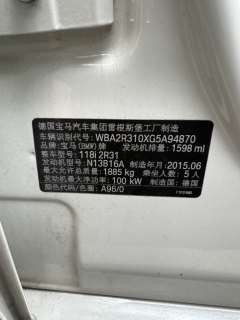 德国宝马汽车集团雷根斯堡工厂制造
车辆识别代号: WBA2R310XG5A94870
品牌: 宝马(BMW)牌 发动机排量: 1598 ml
车辆型号: 118i 2R31
发动机型号: N13B16A 制造年月: 2015.06
最大允许总质量: 1885 kg 乘坐人数: 5 人
发动机最大净功率: 100 kW 制造国: 德国
颜色代码/色标: A96/0